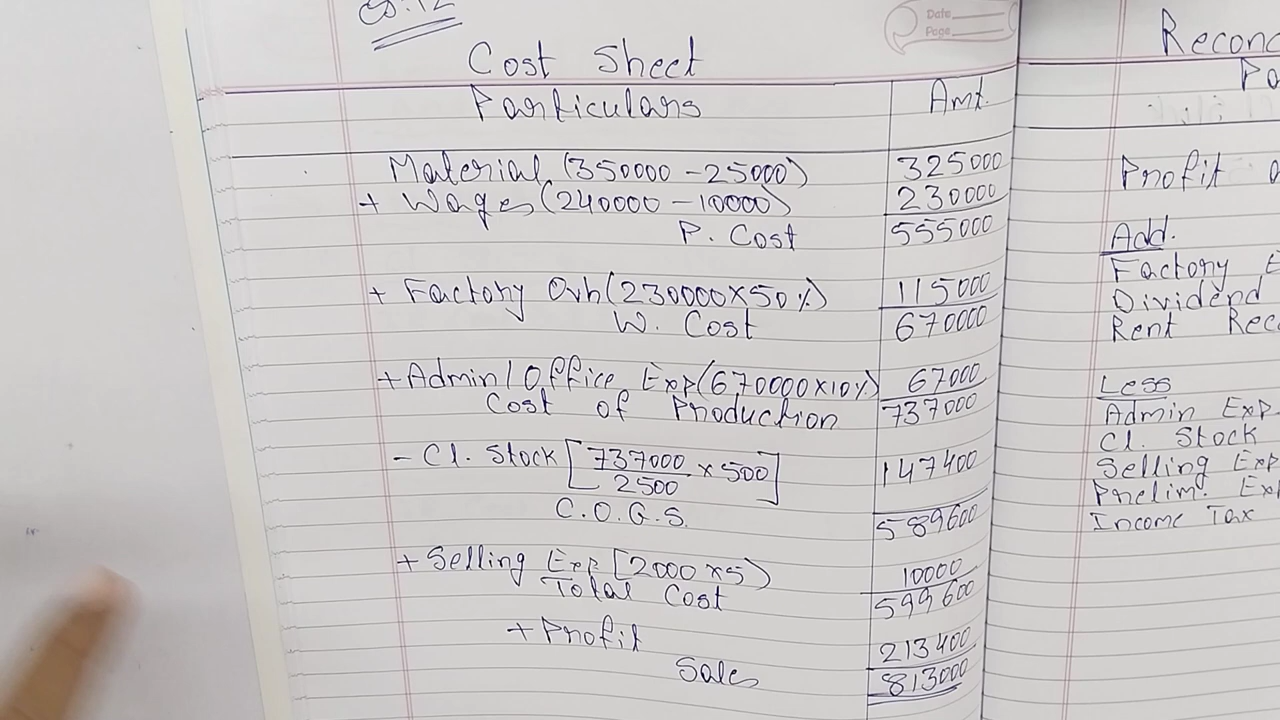 Date
Page
Cost Sheet
Particulars Amt.
Material (350000 - 25000) 325000
+ Wages (240000 - 10000) 230000
P. Cost 555000
+ Factory Ovh (230000 x 50%) 115000
W. Cost 670000
+ Admin / Office Exp (670000 x 10%) 67000
Cost of Production 737000
- Cl. Stock [737000/2500 x 500] 147400
C.O.G.S. 589600
+ Selling Exp [2000 x 5) 10000
Total Cost 599600
+ Profit 213400
Sales 813000
Recon
Pa
Profit a
Add.
Factory E
Dividend
Rent Rec
Less
Admin Exp.
Cl. Stock
Selling Exp
Prelim. Exp
Income Tax